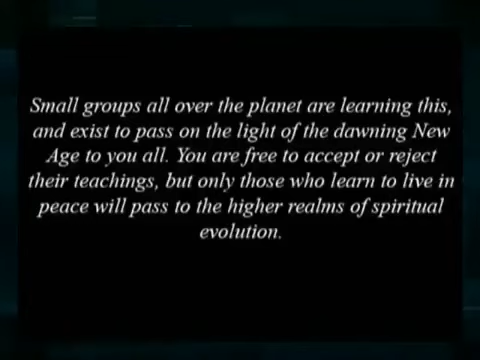 Small groups all over the planet are learning this,
and exist to pass on the light of the dawning New
Age to you all. You are free to accept or reject
their teachings, but only those who learn to live in
peace will pass to the higher realms of spiritual
evolution.